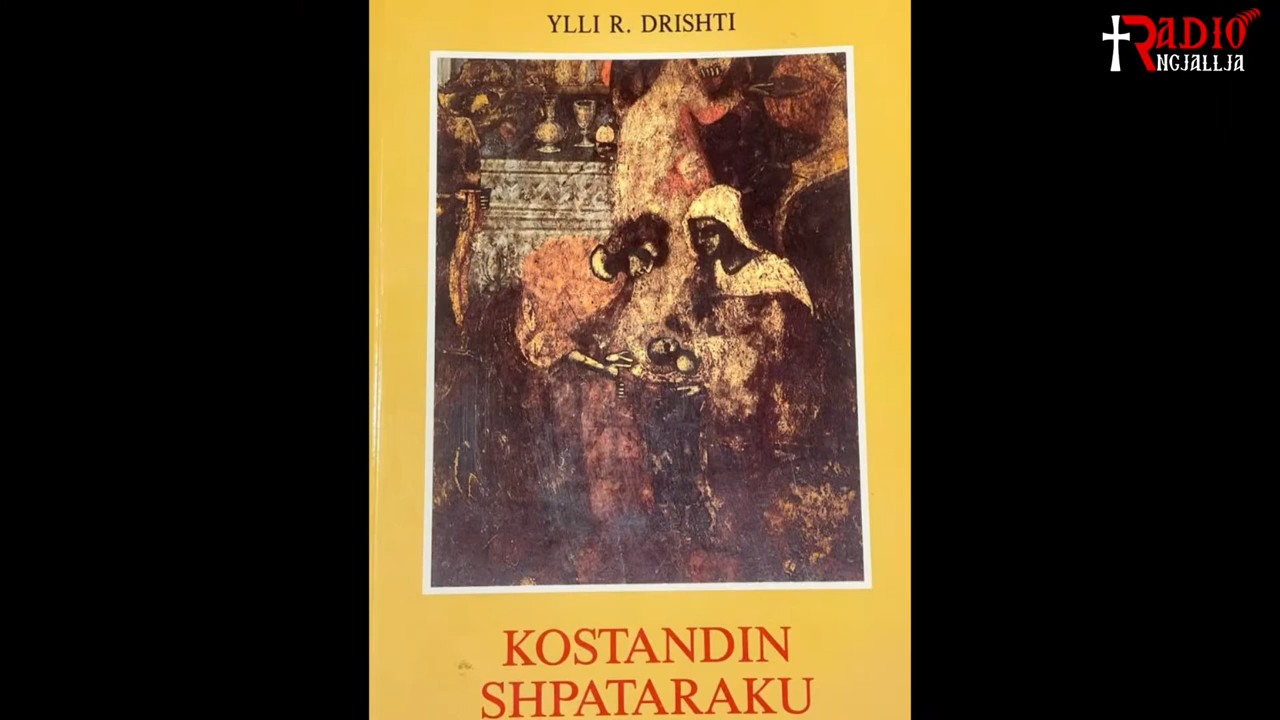 YLLI R. DRISHTI
KOSTANDIN
SHPATARAKU
RADIO
NGJALLJA